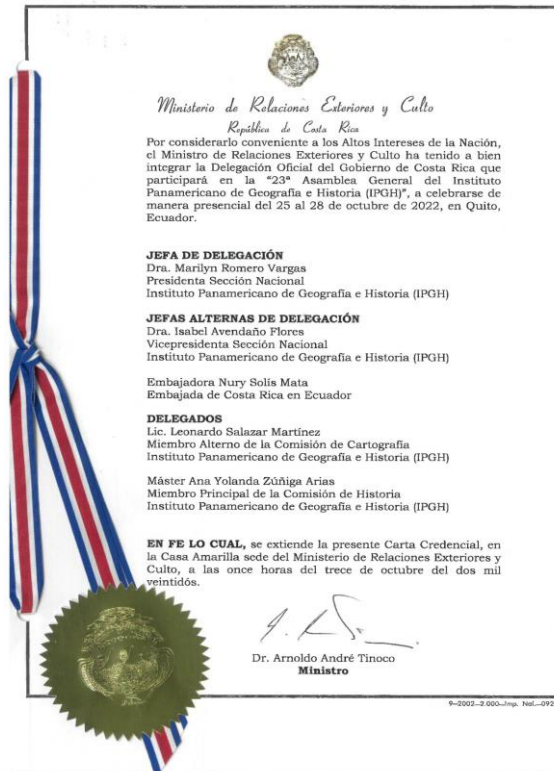 Ministerio de Relaciones Exteriores y Culto
República de Costa Rica
Por considerarlo conveniente a los Altos Intereses de la Nación,
el Ministro de Relaciones Exteriores y Culto ha tenido a bien
integrar la Delegación Oficial del Gobierno de Costa Rica que
participará en la “23ª Asamblea General del Instituto
Panamericano de Geografía e Historia (IPGH)”, a celebrarse de
manera presencial del 25 al 28 de octubre de 2022, en Quito,
Ecuador.
JEFA DE DELEGACIÓN
Dra. Marilyn Romero Vargas
Presidenta Sección Nacional
Instituto Panamericano de Geografía e Historia (IPGH)
JEFAS ALTERNAS DE DELEGACIÓN
Dra. Isabel Avendaño Flores
Vicepresidenta Sección Nacional
Instituto Panamericano de Geografía e Historia (IPGH)
Embajadora Nury Solís Mata
Embajada de Costa Rica en Ecuador
DELEGADOS
Lic. Leonardo Salazar Martínez
Miembro Alterno de la Comisión de Cartografía
Instituto Panamericano de Geografía e Historia (IPGH)
Máster Ana Yolanda Zúñiga Arias
Miembro Principal de la Comisión de Historia
Instituto Panamericano de Geografía e Historia (IPGH)
EN FE LO CUAL, se extiende la presente Carta Credencial, en
la Casa Amarilla sede del Ministerio de Relaciones Exteriores y
Culto, a las once horas del trece de octubre del dos mil
veintidós.
Dr. Arnoldo André Tinoco
Ministro
9—2002—2.000—Imp. Nal.—092